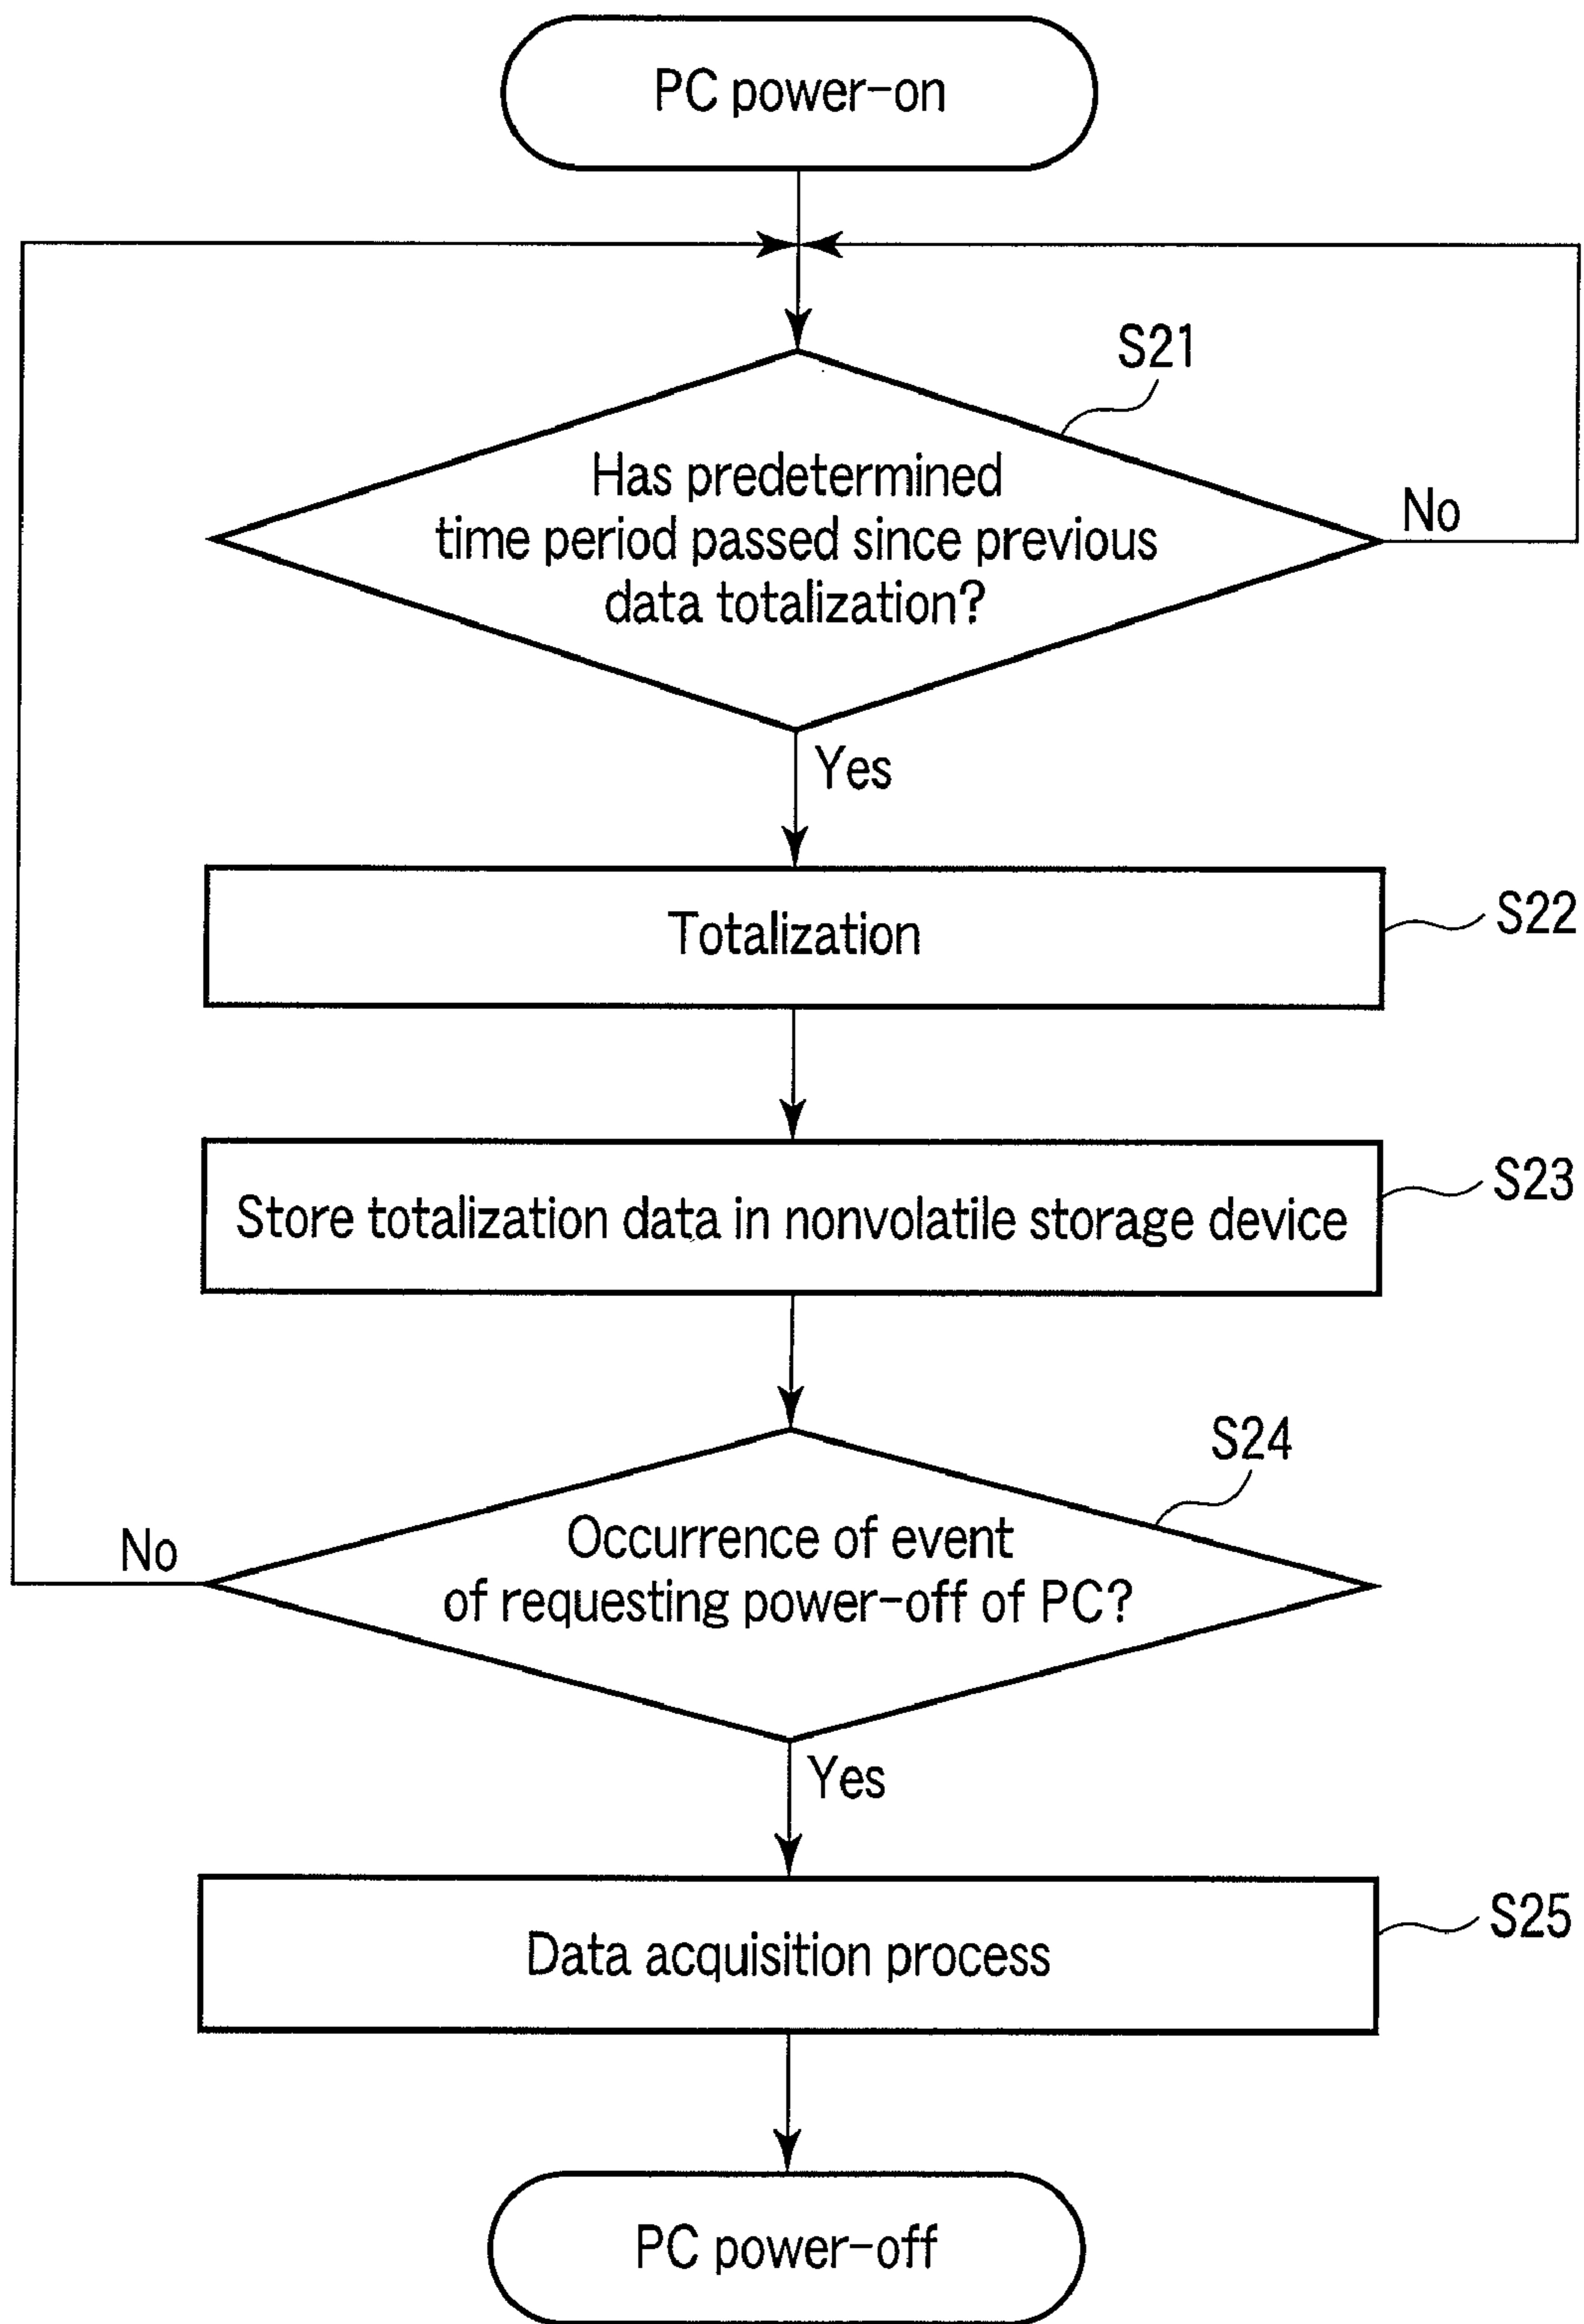 PC power-on
S21
Has predetermined
time period passed since previous
data totalization?
No
Yes
Totalization
S22
Store totalization data in nonvolatile storage device
S23
S24
Occurrence of event
of requesting power-off of PC?
No
Yes
Data acquisition process
S25
PC power-off